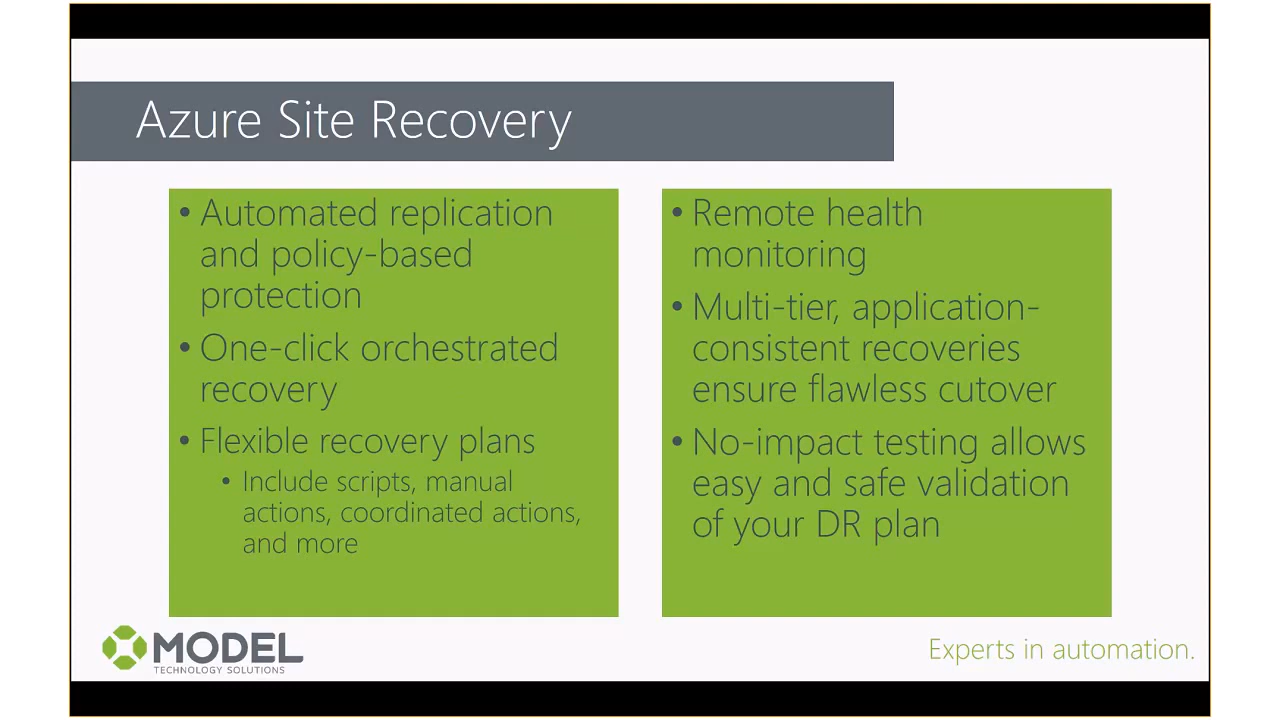 Azure Site Recovery
• Automated replication
and policy-based
protection
• One-click orchestrated
recovery
• Flexible recovery plans
• Include scripts, manual
actions, coordinated actions,
and more
• Remote health
monitoring
• Multi-tier, application-
consistent recoveries
ensure flawless cutover
• No-impact testing allows
easy and safe validation
of your DR plan
MODEL
TECHNOLOGY SOLUTIONS
Experts in automation.